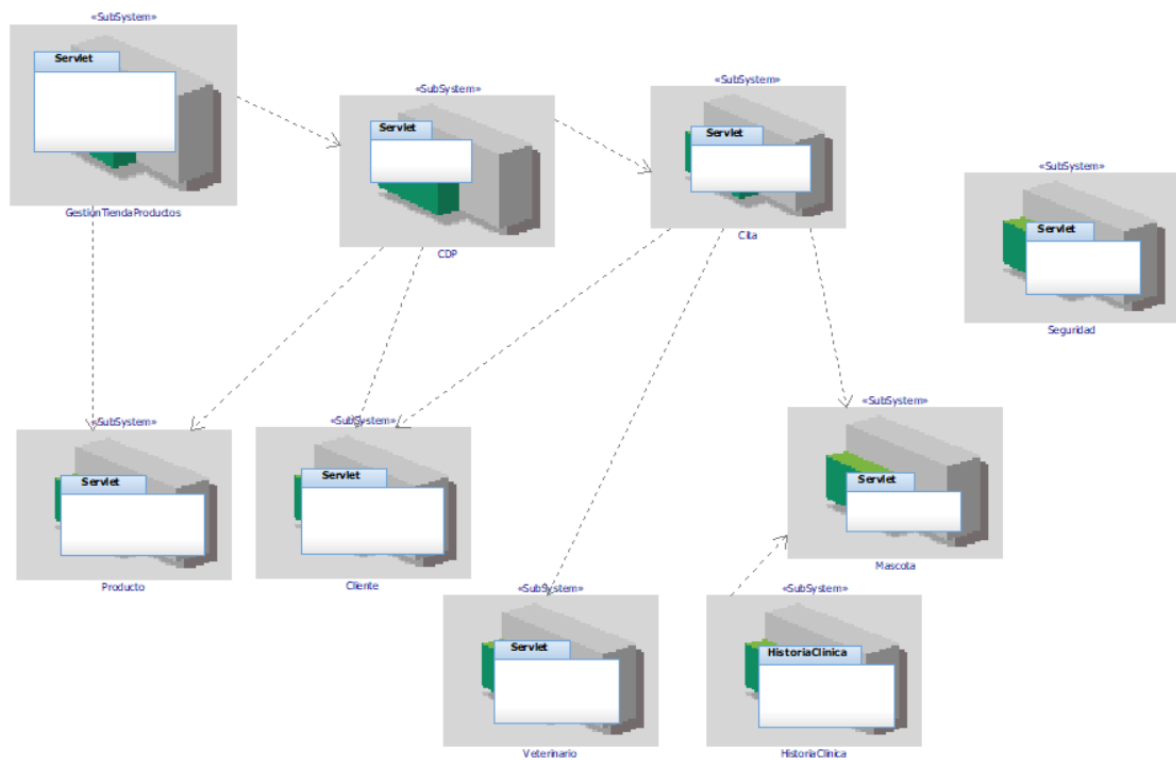 «SubSystem»
Servlet
GestionTiendaProductos
«SubSystem»
Servlet
CDP
«SubSystem»
Servlet
Cita
«SubSystem»
Servlet
Seguridad
«SubSystem»
Servlet
Producto
«SubSystem»
Servlet
Cliente
«SubSystem»
Servlet
Mascota
«SubSystem»
Servlet
Veterinario
«SubSystem»
HistoriaClinica
HistoriaClinica